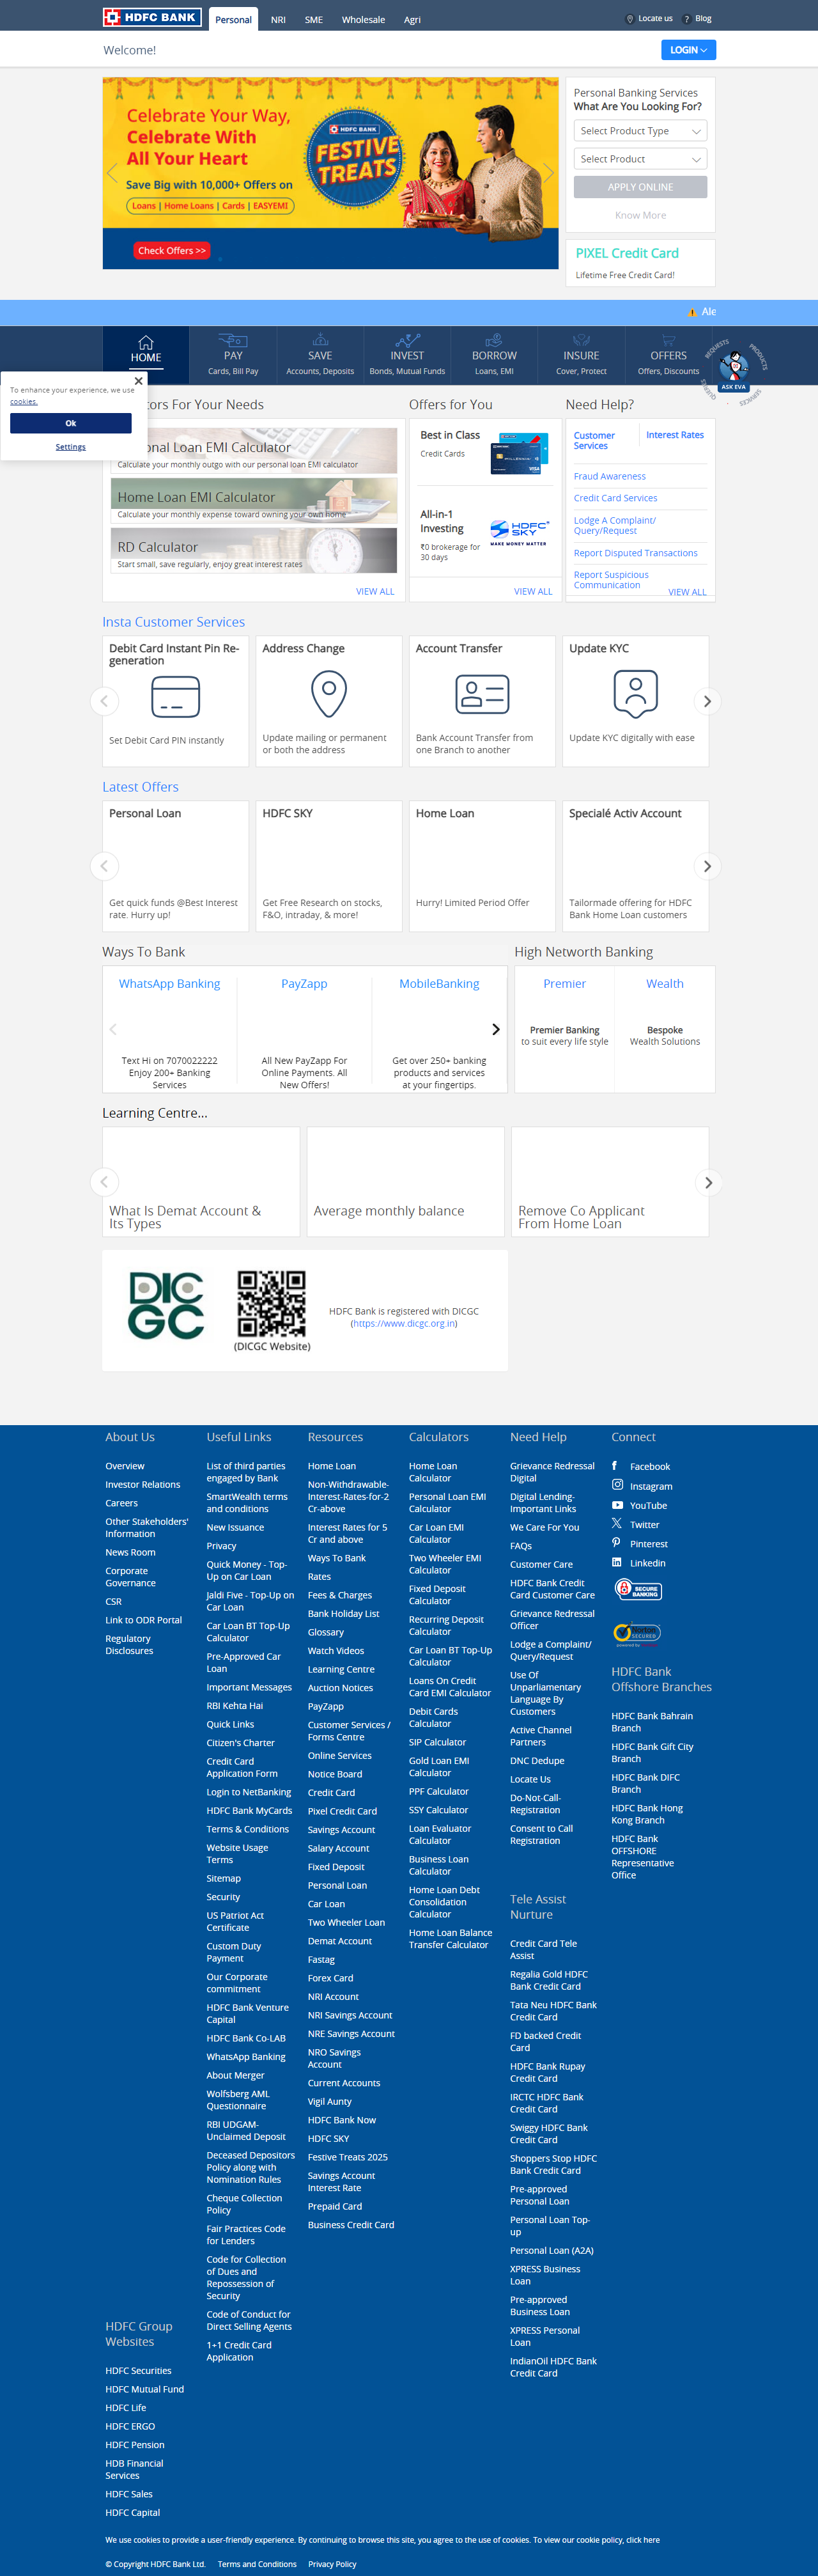 HDFC BANK
Personal
NRI
SME
Wholesale
Agri
Locate us
Blog
Welcome!
LOGIN
Celebrate Your Way,
Celebrate With
All Your Heart
Save Big with 10,000+ Offers on
Loans | Home Loans | Cards | EASYEMI
Check Offers >>
HDFC BANK
FESTIVE
TREATS
Personal Banking Services
What Are You Looking For?
Select Product Type
Select Product
APPLY ONLINE
Know More
PIXEL Credit Card
Lifetime Free Credit Card!
Ale
HOME
PAY
Cards, Bill Pay
SAVE
Accounts, Deposits
INVEST
Bonds, Mutual Funds
BORROW
Loans, EMI
INSURE
Cover, Protect
OFFERS
Offers, Discounts
REQUESTS
PRODUCTS
SERVICES
QUERIES
ASK EVA
To enhance your experience, we use
cookies.
Ok
Settings
tors For Your Needs
onal Loan EMI Calculator
Calculate your monthly outgo with our personal loan EMI calculator
Home Loan EMI Calculator
Calculate your monthly expense toward owning your own home
RD Calculator
Start small, save regularly, enjoy great interest rates
VIEW ALL
Offers for You
Best in Class
Credit Cards
All-in-1
Investing
₹0 brokerage for
30 days
HDFC SKY
MAKE MONEY MATTER
VIEW ALL
Need Help?
Customer
Services
Interest Rates
Fraud Awareness
Credit Card Services
Lodge A Complaint/
Query/Request
Report Disputed Transactions
Report Suspicious
Communication
VIEW ALL
Insta Customer Services
Debit Card Instant Pin Re-
generation
Set Debit Card PIN instantly
Address Change
Update mailing or permanent
or both the address
Account Transfer
Bank Account Transfer from
one Branch to another
Update KYC
Update KYC digitally with ease
Latest Offers
Personal Loan
Get quick funds @Best Interest
rate. Hurry up!
HDFC SKY
Get Free Research on stocks,
F&O, intraday, & more!
Home Loan
Hurry! Limited Period Offer
Specialé Activ Account
Tailormade offering for HDFC
Bank Home Loan customers
Ways To Bank
WhatsApp Banking
Text Hi on 7070022222
Enjoy 200+ Banking
Services
PayZapp
All New PayZapp For
Online Payments. All
New Offers!
MobileBanking
Get over 250+ banking
products and services
at your fingertips.
High Networth Banking
Premier
Premier Banking
to suit every life style
Wealth
Bespoke
Wealth Solutions
Learning Centre...
What Is Demat Account &
Its Types
Average monthly balance
Remove Co Applicant
From Home Loan
DIC
GC
(DICGC Website)
HDFC Bank is registered with DICGC
(https://www.dicgc.org.in)
About Us
Overview
Investor Relations
Careers
Other Stakeholders'
Information
News Room
Corporate
Governance
CSR
Link to ODR Portal
Regulatory
Disclosures
HDFC Group
Websites
HDFC Securities
HDFC Mutual Fund
HDFC Life
HDFC ERGO
HDFC Pension
HDB Financial
Services
HDFC Sales
HDFC Capital
Useful Links
List of third parties
engaged by Bank
SmartWealth terms
and conditions
New Issuance
Privacy
Quick Money - Top-
Up on Car Loan
Jaldi Five - Top-Up on
Car Loan
Car Loan BT Top-Up
Calculator
Pre-Approved Car
Loan
Important Messages
RBI Kehta Hai
Quick Links
Citizen's Charter
Credit Card
Application Form
Login to NetBanking
HDFC Bank MyCards
Terms & Conditions
Website Usage
Terms
Sitemap
Security
US Patriot Act
Certificate
Custom Duty
Payment
Our Corporate
commitment
HDFC Bank Venture
Capital
HDFC Bank Co-LAB
WhatsApp Banking
About Merger
Wolfsberg AML
Questionnaire
RBI UDGAM-
Unclaimed Deposit
Deceased Depositors
Policy along with
Nomination Rules
Cheque Collection
Policy
Fair Practices Code
for Lenders
Code for Collection
of Dues and
Repossession of
Security
Code of Conduct for
Direct Selling Agents
1+1 Credit Card
Application
Resources
Home Loan
Non-Withdrawable-
Interest-Rates-for-2
Cr-above
Interest Rates for 5
Cr and above
Ways To Bank
Rates
Fees & Charges
Bank Holiday List
Glossary
Watch Videos
Learning Centre
Auction Notices
PayZapp
Customer Services /
Forms Centre
Online Services
Notice Board
Credit Card
Pixel Credit Card
Savings Account
Salary Account
Fixed Deposit
Personal Loan
Car Loan
Two Wheeler Loan
Demat Account
Fastag
Forex Card
NRI Account
NRI Savings Account
NRE Savings Account
NRO Savings
Account
Current Accounts
Vigil Aunty
HDFC Bank Now
HDFC SKY
Festive Treats 2025
Savings Account
Interest Rate
Prepaid Card
Business Credit Card
Calculators
Home Loan
Calculator
Personal Loan EMI
Calculator
Car Loan EMI
Calculator
Two Wheeler EMI
Calculator
Fixed Deposit
Calculator
Recurring Deposit
Calculator
Car Loan BT Top-Up
Calculator
Loans On Credit
Card EMI Calculator
Debit Cards
Calculator
SIP Calculator
Gold Loan EMI
Calculator
PPF Calculator
SSY Calculator
Loan Evaluator
Calculator
Business Loan
Calculator
Home Loan Debt
Consolidation
Calculator
Home Loan Balance
Transfer Calculator
Need Help
Grievance Redressal
Digital
Digital Lending-
Important Links
We Care For You
FAQs
Customer Care
HDFC Bank Credit
Card Customer Care
Grievance Redressal
Officer
Lodge a Complaint/
Query/Request
Use Of
Unparliamentary
Language By
Customers
Active Channel
Partners
DNC Dedupe
Locate Us
Do-Not-Call-
Registration
Consent to Call
Registration
Tele Assist
Nurture
Credit Card Tele
Assist
Regalia Gold HDFC
Bank Credit Card
Tata Neu HDFC Bank
Credit Card
FD backed Credit
Card
HDFC Bank Rupay
Credit Card
IRCTC HDFC Bank
Credit Card
Swiggy HDFC Bank
Credit Card
Shoppers Stop HDFC
Bank Credit Card
Pre-approved
Personal Loan
Personal Loan Top-
up
Personal Loan (A2A)
XPRESS Business
Loan
Pre-approved
Business Loan
XPRESS Personal
Loan
IndianOil HDFC Bank
Credit Card
Connect
Facebook
Instagram
YouTube
Twitter
Pinterest
Linkedin
SECURE
BANKING
Norton
SECURED
HDFC Bank
Offshore Branches
HDFC Bank Bahrain
Branch
HDFC Bank Gift City
Branch
HDFC Bank DIFC
Branch
HDFC Bank Hong
Kong Branch
HDFC Bank
OFFSHORE
Representative
Office
We use cookies to provide a user-friendly experience. By continuing to browse this site, you agree to the use of cookies. To view our cookie policy, click here
© Copyright HDFC Bank Ltd.
Terms and Conditions
Privacy Policy